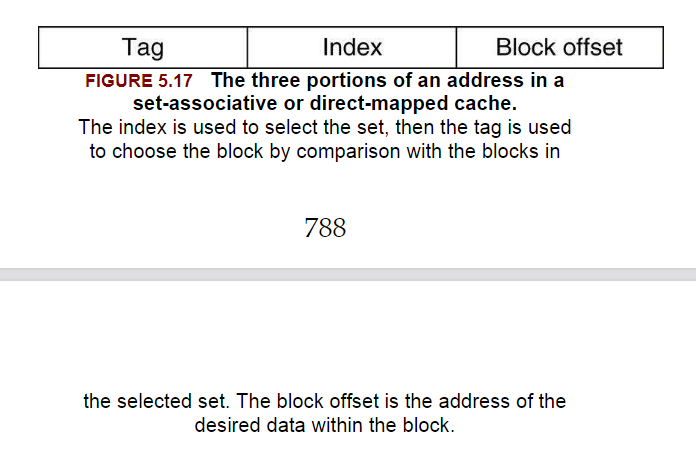 Tag Index Block offset
FIGURE 5.17 The three portions of an address in a
set-associative or direct-mapped cache.
The index is used to select the set, then the tag is used
to choose the block by comparison with the blocks in
788
the selected set. The block offset is the address of the
desired data within the block.